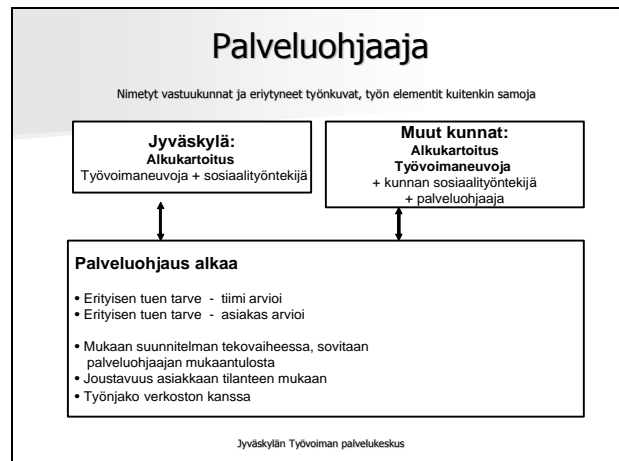 Palveluohjaaja
Nimetyt vastuukunnat ja eriytyneet työnkuvat, työn elementit kuitenkin samoja
Jyväskylä:
Alkukartoitus
Työvoimaneuvoja + sosiaalityöntekijä
Muut kunnat:
Alkukartoitus
Työvoimaneuvoja
+ kunnan sosiaalityöntekijä
+ palveluohjaaja
Palveluohjaus alkaa
• Erityisen tuen tarve - tiimi arvioi
• Erityisen tuen tarve - asiakas arvioi
• Mukaan suunnitelman tekovaiheessa, sovitaan
palveluohjaajan mukaantulosta
• Joustavuus asiakkaan tilanteen mukaan
• Työnjako verkoston kanssa
Jyväskylän Työvoiman palvelukeskus